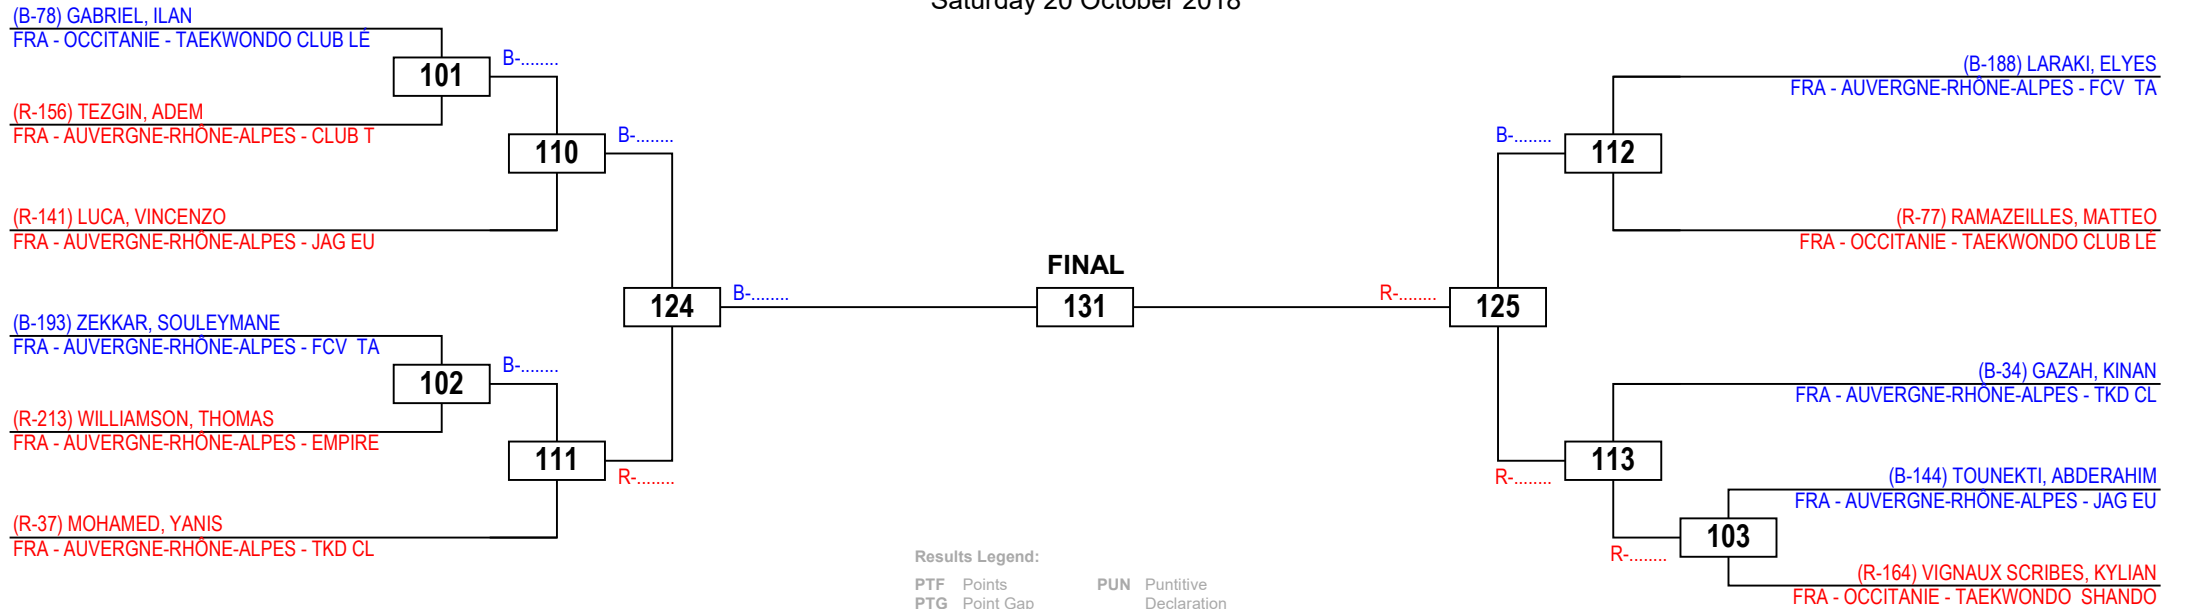 Saturday 20 October 2018
(B-78) GABRIEL, ILAN
FRA - OCCITANIE - TAEKWONDO CLUB LÉ
101
B-........
(R-156) TEZGIN, ADEM
FRA - AUVERGNE-RHÔNE-ALPES - CLUB T
110
B-........
(R-141) LUCA, VINCENZO
FRA - AUVERGNE-RHÔNE-ALPES - JAG EU
124
B-........
(B-193) ZEKKAR, SOULEYMANE
FRA - AUVERGNE-RHÔNE-ALPES - FCV  TA
102
B-........
(R-213) WILLIAMSON, THOMAS
FRA - AUVERGNE-RHÔNE-ALPES - EMPIRE
111
R-........
(R-37) MOHAMED, YANIS
FRA - AUVERGNE-RHÔNE-ALPES - TKD CL
FINAL
131
(B-188) LARAKI, ELYES
FRA - AUVERGNE-RHÔNE-ALPES - FCV  TA
B-........
112
(R-77) RAMAZEILLES, MATTEO
FRA - OCCITANIE - TAEKWONDO CLUB LÉ
R-........
125
(B-34) GAZAH, KINAN
FRA - AUVERGNE-RHÔNE-ALPES - TKD CL
R-........
113
(B-144) TOUNEKTI, ABDERAHIM
FRA - AUVERGNE-RHÔNE-ALPES - JAG EU
R-........
103
(R-164) VIGNAUX SCRIBES, KYLIAN
FRA - OCCITANIE - TAEKWONDO  SHANDO
Results Legend:
PTF Points PUN Puntitive
PTG Point Gap Declaration